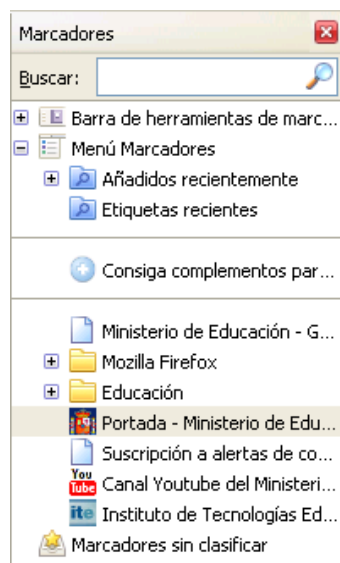 Marcadores
Buscar:
Barra de herramientas de marc...
Menú Marcadores
Añadidos recientemente
Etiquetas recientes
Consiga complementos par...
Ministerio de Educación - G...
Mozilla Firefox
Educación
Portada - Ministerio de Edu...
Suscripción a alertas de co...
You Tube Canal Youtube del Ministeri...
ite Instituto de Tecnologías Ed...
Marcadores sin clasificar